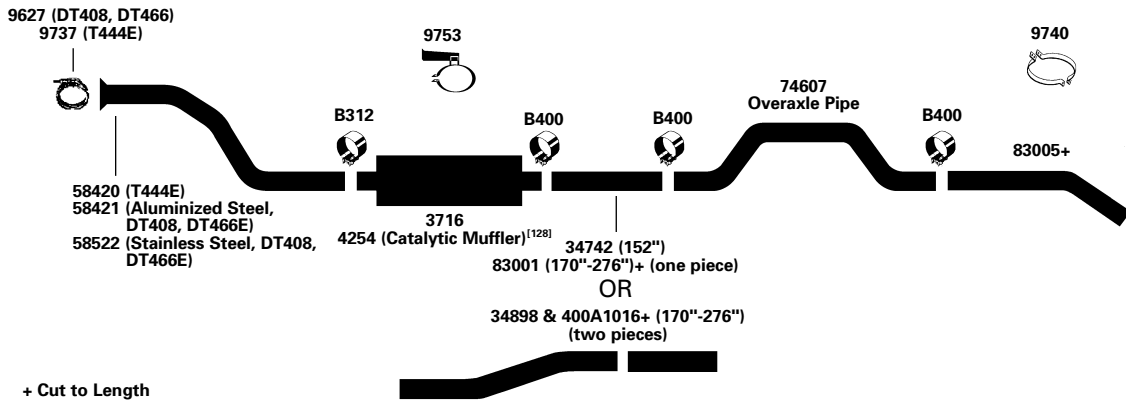 9627 (DT408, DT466)
9737 (T444E)
9753
9740
74607
Overaxle Pipe
B312
B400
B400
B400
83005+
58420 (T444E)
58421 (Aluminized Steel,
DT408, DT466E)
58522 (Stainless Steel, DT408,
DT466E)
3716
4254 (Catalytic Muffler)[128]
34742 (152")
83001 (170"-276")+ (one piece)
OR
34898 & 400A1016+ (170"-276")
(two pieces)
+ Cut to Length